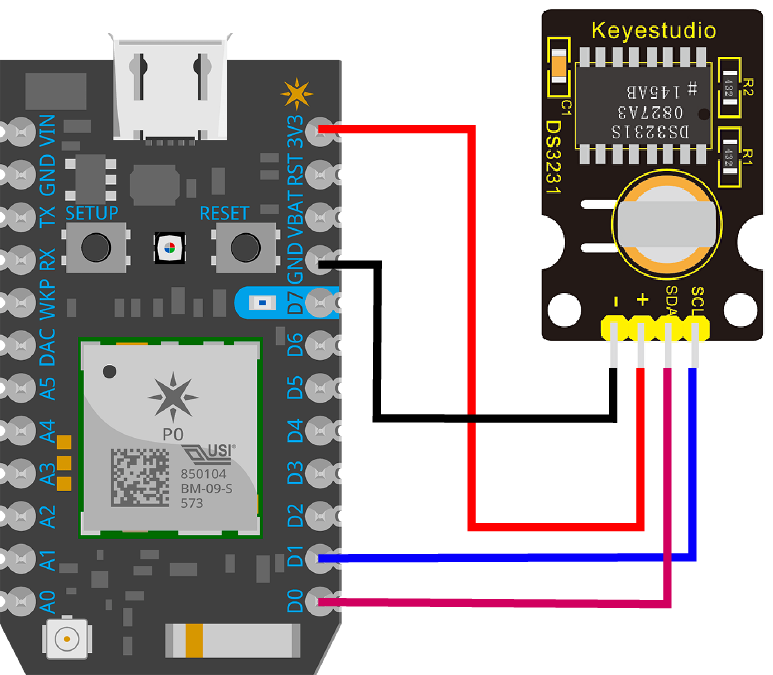 VIN
GND
TX
RX
WKP
DAC
A5
A4
A3
A2
A1
A0
SETUP
RESET
3V3
RST
VBAT
GND
D7
D6
D5
D4
D3
D2
D1
D0
P0
USI®
850104
BM-09-S
573
Keyestudio
C1
DS3231
# 145AB
0827A3
DS3231S
R2
R1
-
+
SDA
SCL